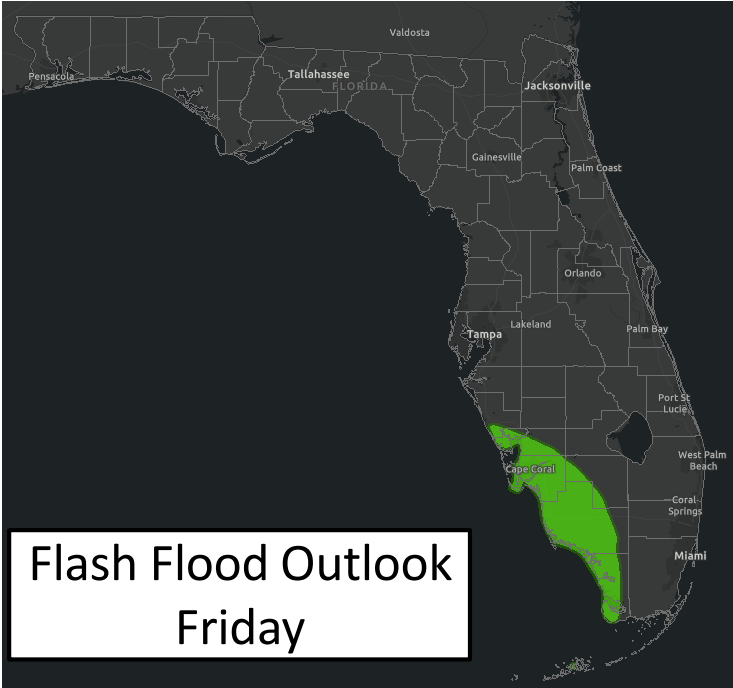 Valdosta
Pensacola
Tallahassee
FLORIDA
Jacksonville
Gainesville
Palm Coast
Orlando
Lakeland
Tampa
Palm Bay
Port St
Lucie
West Palm
Beach
Cape Coral
Coral
Springs
Miami
Flash Flood Outlook
Friday